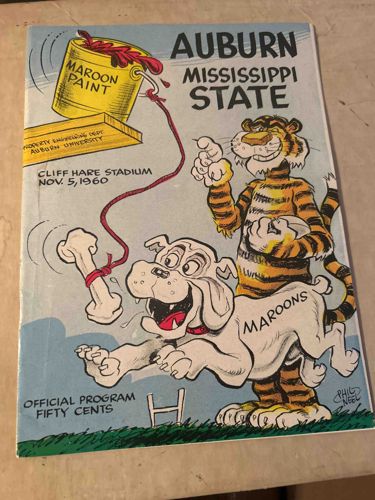 AUBURN
MISSISSIPPI
STATE
MAROON
PAINT
PROPERTY ENGINEERING DEPT.
AUBURN UNIVERSITY
CLIFF HARE STADIUM
NOV. 5, 1960
MAROONS
OFFICIAL PROGRAM
FIFTY CENTS
PHIL
NEEL